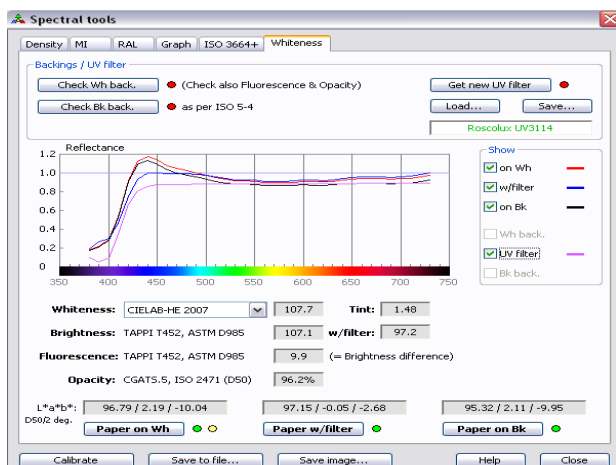 Spectral tools
Density MI RAL Graph ISO 3664+ Whiteness
Backings / UV filter
Check Wh back. (Check also Fluorescence & Opacity) Get new UV filter
Check Bk back. as per ISO 5-4 Load... Save...
Roscolux UV3114
Reflectance
Show
1.2
on Wh
1.0
w/filter
0.8
on Bk
0.6
Wh back.
0.4
UV filter
0.2
Bk back.
0
350 400 450 500 550 600 650 700 750
Whiteness: CIELAB-HE 2007 107.7 Tint: 1.48
Brightness: TAPPI T452, ASTM D985 107.1 w/filter: 97.2
Fluorescence: TAPPI T452, ASTM D985 9.9 (= Brightness difference)
Opacity: CGATS.5, ISO 2471 (D50) 96.2%
L*a*b*: 96.79 / 2.19 / -10.04 97.15 / -0.05 / -2.68 95.32 / 2.11 / -9.95
D50/2 deg. Paper on Wh Paper w/filter Paper on Bk
Calibrate Save to file... Save image... Help Close